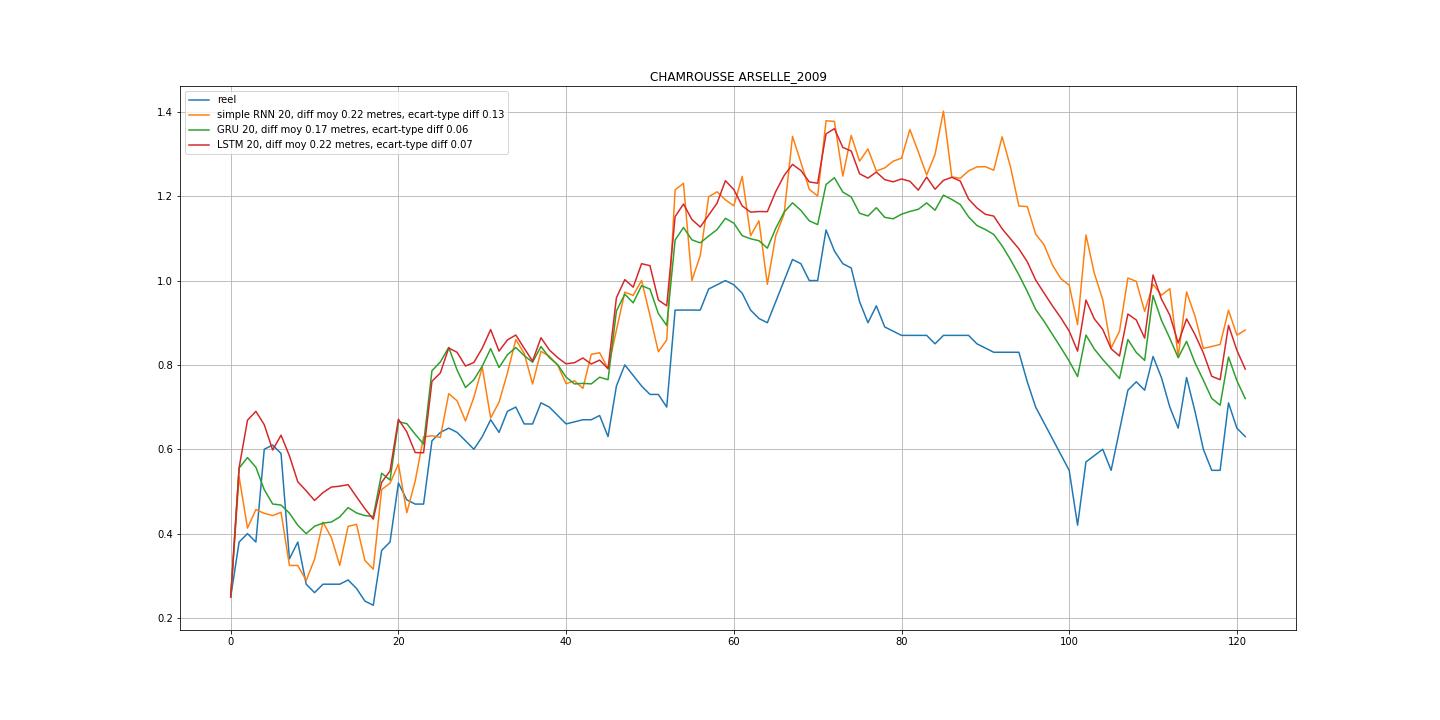 CHAMROUSSE ARSELLE_2009
reel
simple RNN 20, diff moy 0.22 metres, ecart-type diff 0.13
GRU 20, diff moy 0.17 metres, ecart-type diff 0.06
LSTM 20, diff moy 0.22 metres, ecart-type diff 0.07
1.4
1.2
1.0
0.8
0.6
0.4
0.2
0 20 40 60 80 100 120